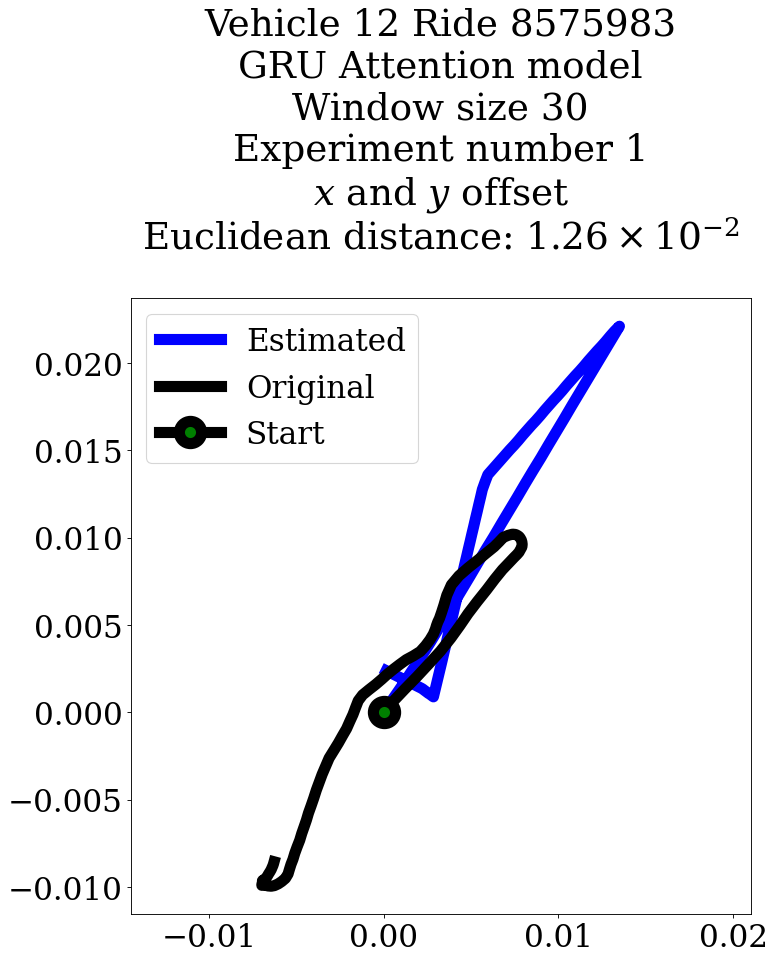 Vehicle 12 Ride 8575983
GRU Attention model
Window size 30
Experiment number 1
x and y offset
Euclidean distance: 1.26 × 10⁻²
Estimated
Original
Start
0.020
0.015
0.010
0.005
0.000
−0.005
−0.010
−0.01 0.00 0.01 0.02